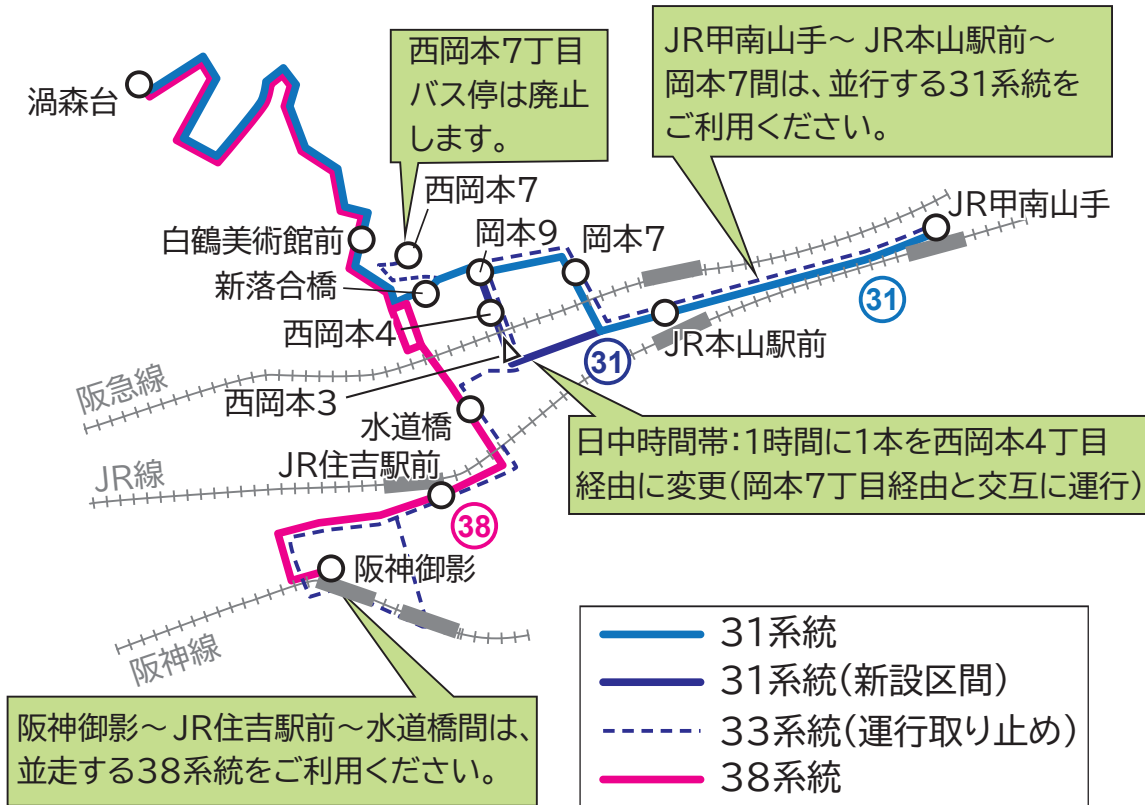 西岡本7丁目
バス停は廃止
します。
JR甲南山手～JR本山駅前～
岡本7間は、並行する31系統を
ご利用ください。
渦森台
西岡本7
JR甲南山手
白鶴美術館前
岡本9
岡本7
新落合橋
31
西岡本4
JR本山駅前
31
阪急線
西岡本3
水道橋
日中時間帯：1時間に1本を西岡本4丁目
経由に変更（岡本7丁目経由と交互に運行）
JR線
JR住吉駅前
38
阪神御影
阪神線
31系統
31系統（新設区間）
33系統（運行取り止め）
38系統
阪神御影～JR住吉駅前～水道橋間は、
並走する38系統をご利用ください。